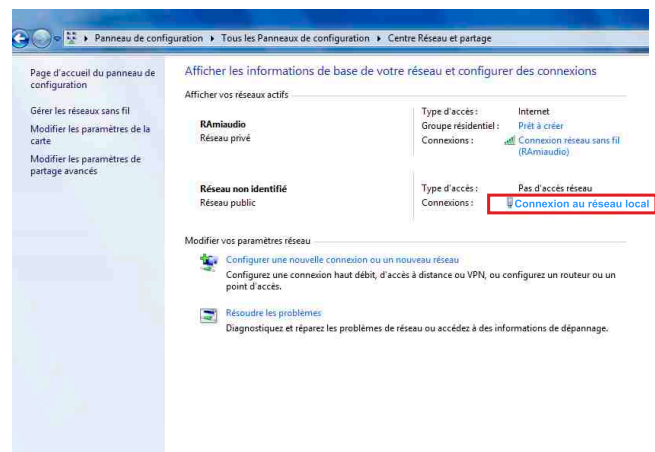 Panneau de configuration ▸ Tous les Panneaux de configuration ▸ Centre Réseau et partage
Page d'accueil du panneau de
configuration
Gérer les réseaux sans fil
Modifier les paramètres de la
carte
Modifier les paramètres de
partage avancés
Afficher les informations de base de votre réseau et configurer des connexions
Afficher vos réseaux actifs
RAmiaudio
Réseau privé
Type d'accès : Internet
Groupe résidentiel : Prêt à créer
Connexions : Connexion réseau sans fil
(RAmiaudio)
Réseau non identifié
Réseau public
Type d'accès : Pas d'accès réseau
Connexions : Connexion au réseau local
Modifier vos paramètres réseau
Configurer une nouvelle connexion ou un nouveau réseau
Configurez une connexion haut débit, d'accès à distance ou VPN, ou configurez un routeur ou un
point d'accès.
Résoudre les problèmes
Diagnostiquez et réparez les problèmes de réseau ou accédez à des informations de dépannage.